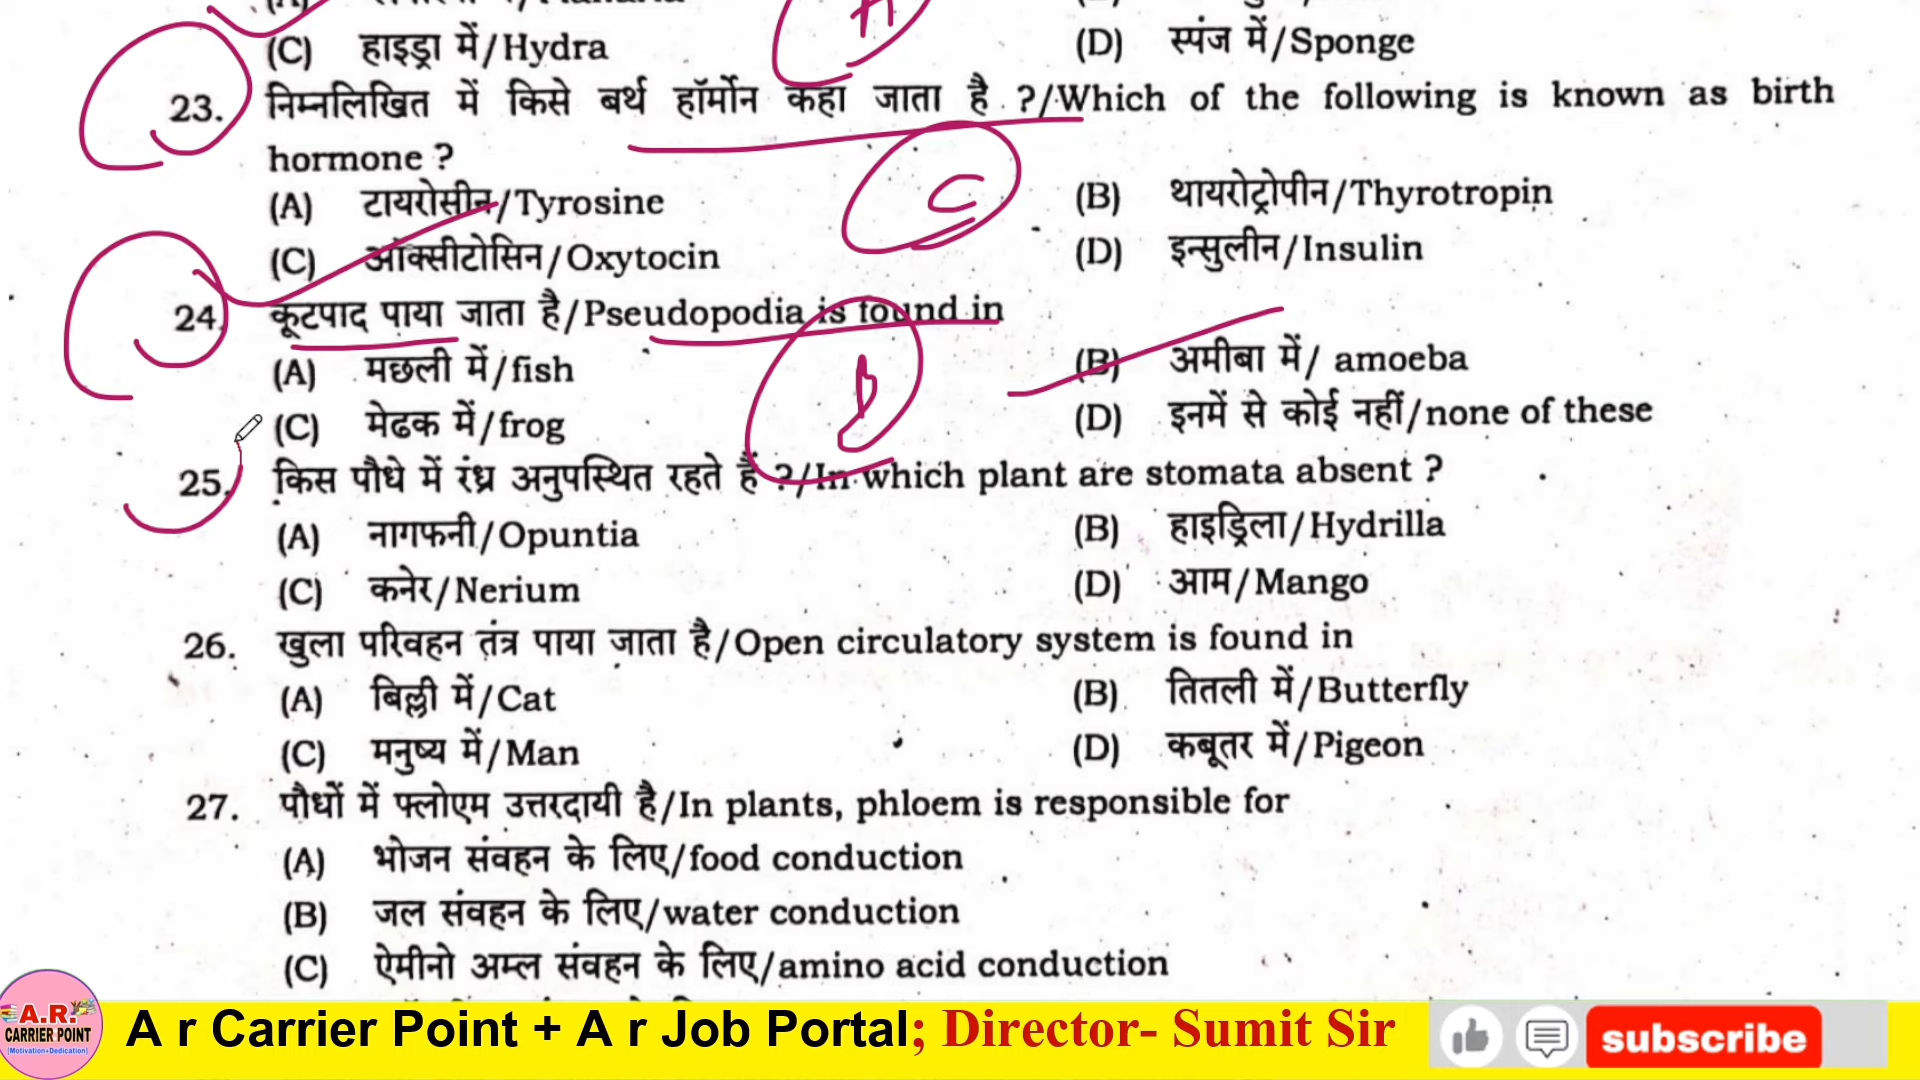 (C) हाइड्रा में/Hydra (D) स्पंज में/Sponge
23. निम्नलिखित में किसे बर्थ हॉर्मोन कहा जाता है ?/Which of the following is known as birth
hormone ?
(A) टायरोसीन/Tyrosine (B) थायरोट्रोपीन/Thyrotropin
C
(C) ऑक्सीटोसिन/Oxytocin (D) इन्सुलीन/Insulin
24. कूटपाद पाया जाता है/Pseudopodia is found in
(A) मछली में/fish (B) अमीबा में/ amoeba
(C) मेढक में/frog (D) इनमें से कोई नहीं/none of these
25. किस पौधे में रंध्र अनुपस्थित रहते हैं ?/In which plant are stomata absent ?
(A) नागफनी/Opuntia (B) हाइड्रिला/Hydrilla
(C) कनेर/Nerium (D) आम/Mango
26. खुला परिवहन तंत्र पाया जाता है/Open circulatory system is found in
(A) बिल्ली में/Cat (B) तितली में/Butterfly
(C) मनुष्य में/Man (D) कबूतर में/Pigeon
27. पौधों में फ्लोएम उत्तरदायी है/In plants, phloem is responsible for
(A) भोजन संवहन के लिए/food conduction
(B) जल संवहन के लिए/water conduction
(C) ऐमीनो अम्ल संवहन के लिए/amino acid conduction
A.R.
CARRIER POINT
(Motivation+Dedication)
A r Carrier Point + A r Job Portal; Director- Sumit Sir
subscribe